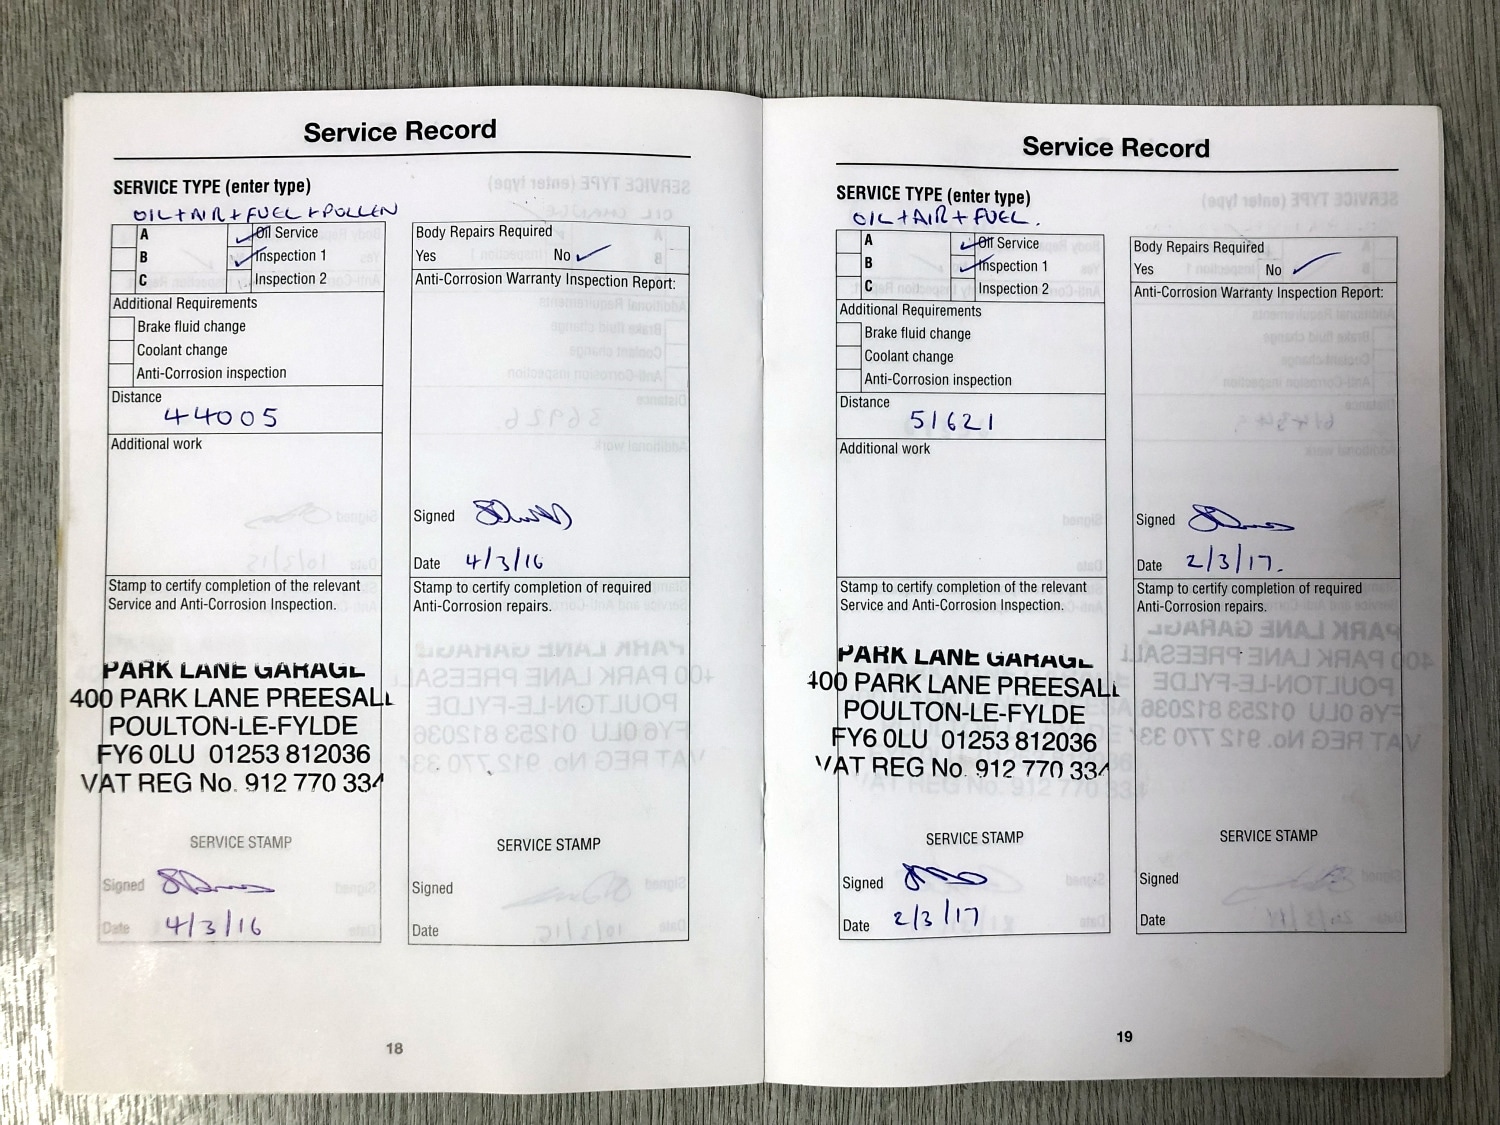 Service Record
SERVICE TYPE (enter type)
OIL + AIR + FUEL + POLLEN
A
Oil Service
B
Inspection 1
C
Inspection 2
Additional Requirements
Brake fluid change
Coolant change
Anti-Corrosion inspection
Distance
44005
Additional work
Stamp to certify completion of the relevant
Service and Anti-Corrosion Inspection.
PARK LANE GARAGE
400 PARK LANE PREESALL
POULTON-LE-FYLDE
FY6 0LU 01253 812036
VAT REG No. 912 770 334
SERVICE STAMP
Signed
Date 4/3/16
Body Repairs Required
Yes No
Anti-Corrosion Warranty Inspection Report:
Signed
Date 4/3/16
Stamp to certify completion of required
Anti-Corrosion repairs.
SERVICE STAMP
Signed
Date
18
Service Record
SERVICE TYPE (enter type)
OIL + AIR + FUEL.
A
Oil Service
B
Inspection 1
C
Inspection 2
Additional Requirements
Brake fluid change
Coolant change
Anti-Corrosion inspection
Distance
51621
Additional work
Stamp to certify completion of the relevant
Service and Anti-Corrosion Inspection.
PARK LANE GARAGE
400 PARK LANE PREESALL
POULTON-LE-FYLDE
FY6 0LU 01253 812036
VAT REG No. 912 770 334
SERVICE STAMP
Signed
Date 2/3/17
Body Repairs Required
Yes No
Anti-Corrosion Warranty Inspection Report:
Signed
Date 2/3/17.
Stamp to certify completion of required
Anti-Corrosion repairs.
SERVICE STAMP
Signed
Date
19